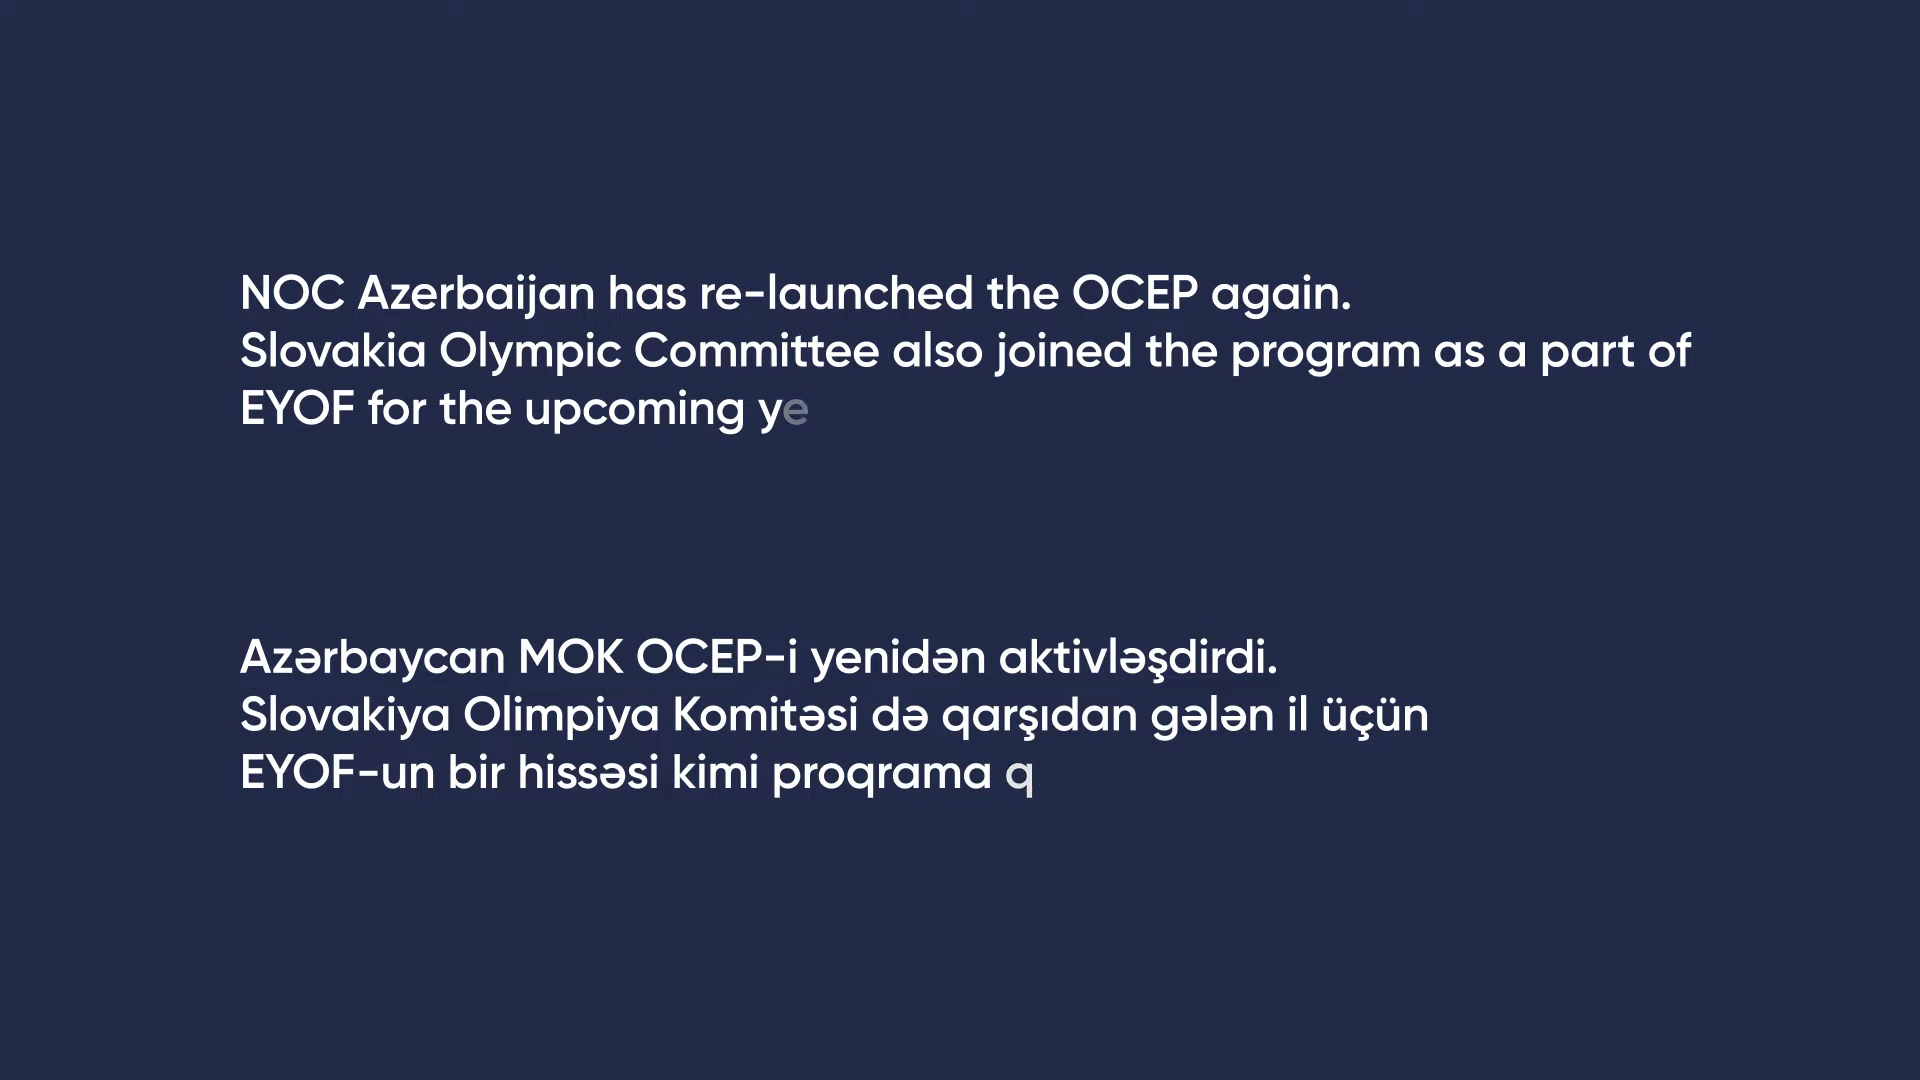 NOC Azerbaijan has re-launched the OCEP again.
Slovakia Olympic Committee also joined the program as a part of
EYOF for the upcoming ye
Azərbaycan MOK OCEP-i yenidən aktivləşdirdi.
Slovakiya Olimpiya Komitəsi də qarşıdan gələn il üçün
EYOF-un bir hissəsi kimi proqrama q